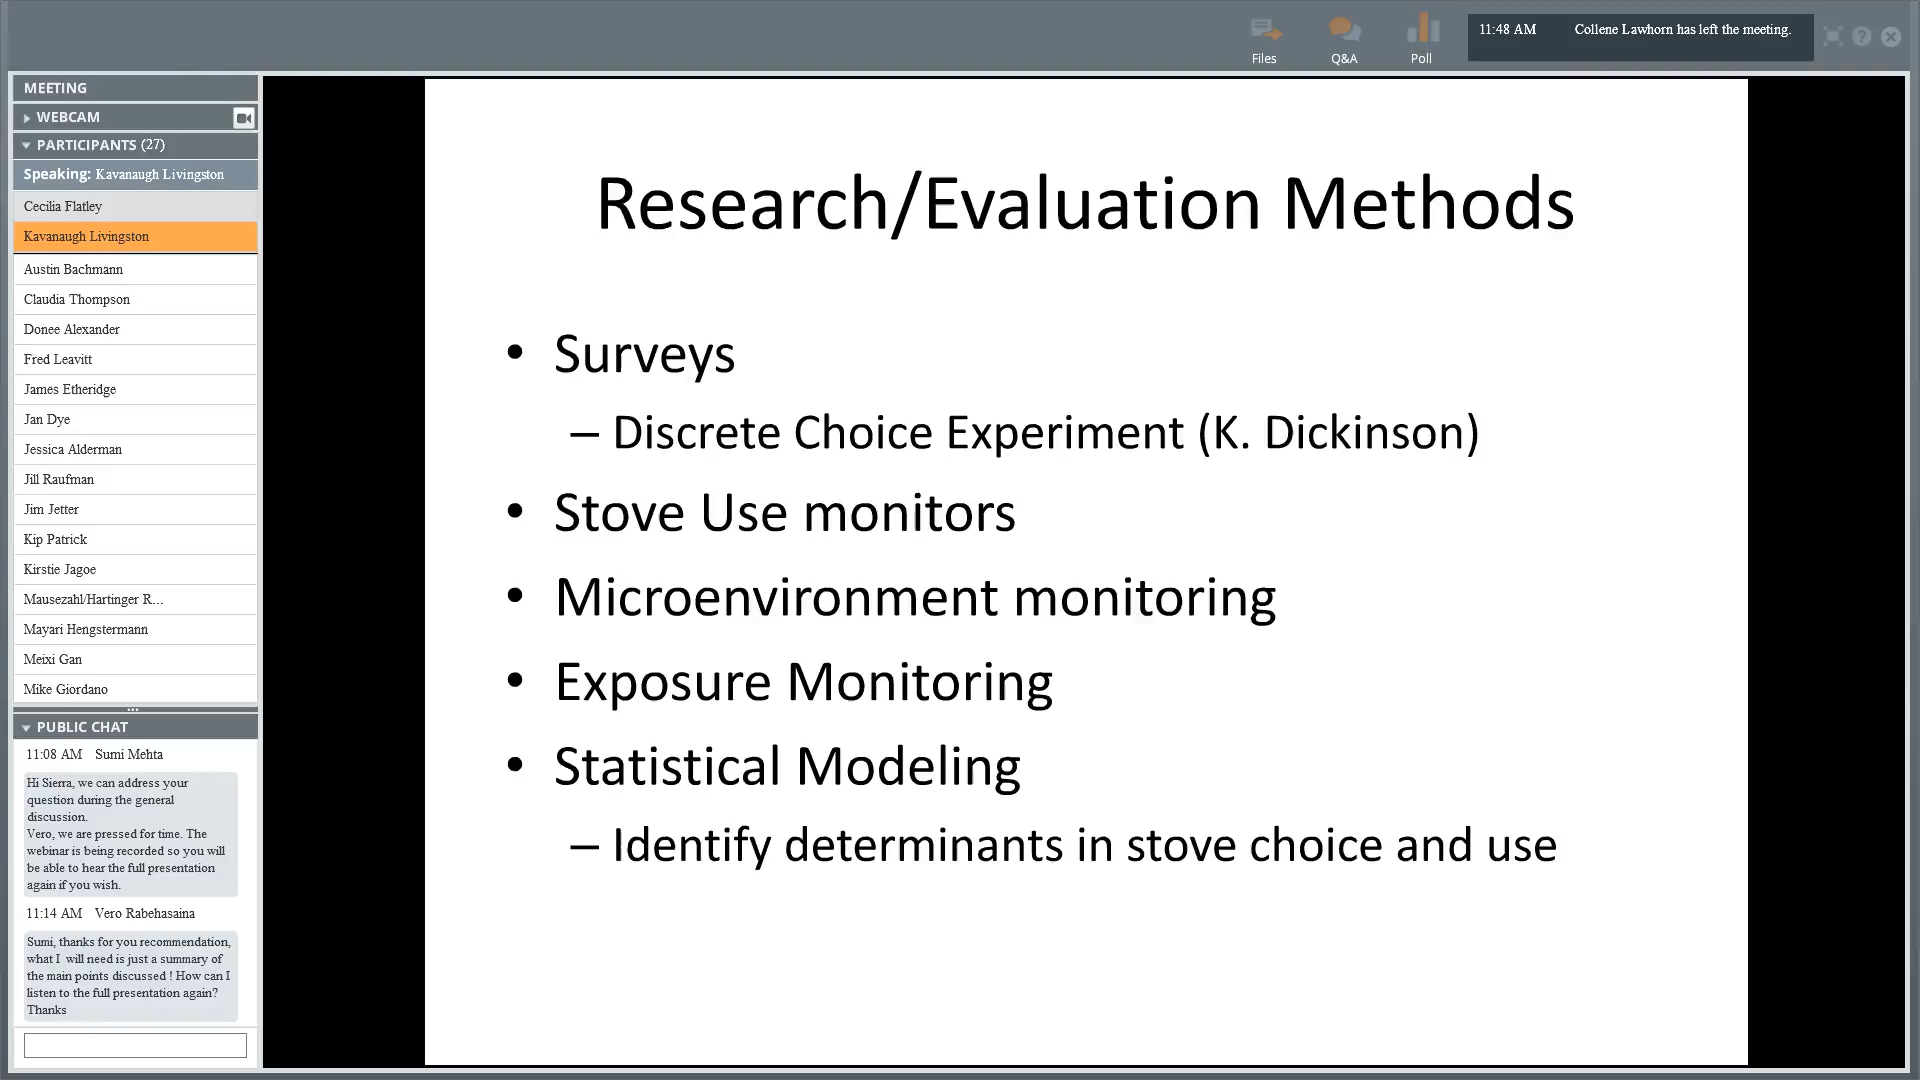 Files
Q&A
Poll
11:48 AM Collene Lawhorn has left the meeting.
MEETING
WEBCAM
PARTICIPANTS (27)
Speaking: Kavanaugh Livingston
Cecilia Flatley
Kavanaugh Livingston
Austin Bachmann
Claudia Thompson
Donee Alexander
Fred Leavitt
James Etheridge
Jan Dye
Jessica Alderman
Jill Raufman
Jim Jetter
Kip Patrick
Kirstie Jagoe
Mausezahl/Hartinger R...
Mayari Hengstermann
Meixi Gan
Mike Giordano
PUBLIC CHAT
11:08 AM Sumi Mehta
Hi Sierra, we can address your
question during the general
discussion.
Vero, we are pressed for time. The
webinar is being recorded so you will
be able to hear the full presentation
again if you wish.
11:14 AM Vero Rabehasaina
Sumi, thanks for you recommendation,
what I will need is just a summary of
the main points discussed ! How can I
listen to the full presentation again?
Thanks
Research/Evaluation Methods
• Surveys
– Discrete Choice Experiment (K. Dickinson)
• Stove Use monitors
• Microenvironment monitoring
• Exposure Monitoring
• Statistical Modeling
– Identify determinants in stove choice and use